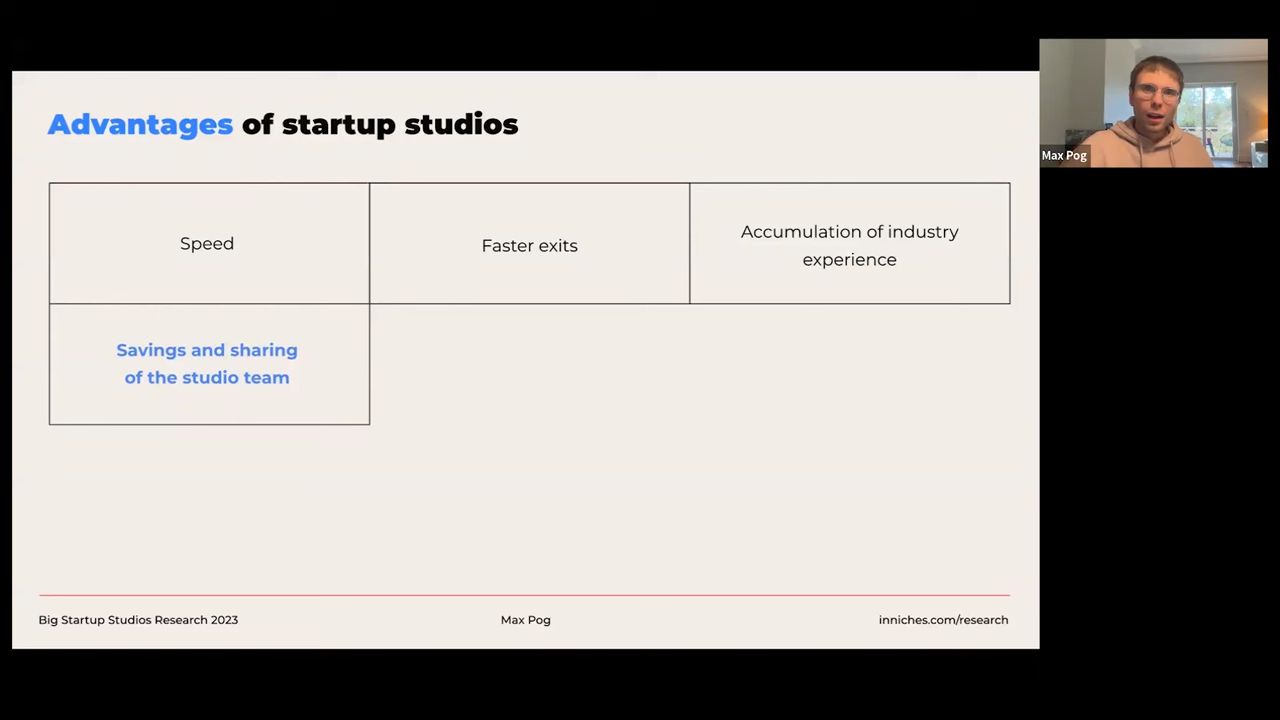 Advantages of startup studios
Speed
Faster exits
Accumulation of industry
experience
Savings and sharing
of the studio team
Big Startup Studios Research 2023
Max Pog
inniches.com/research
Max Pog